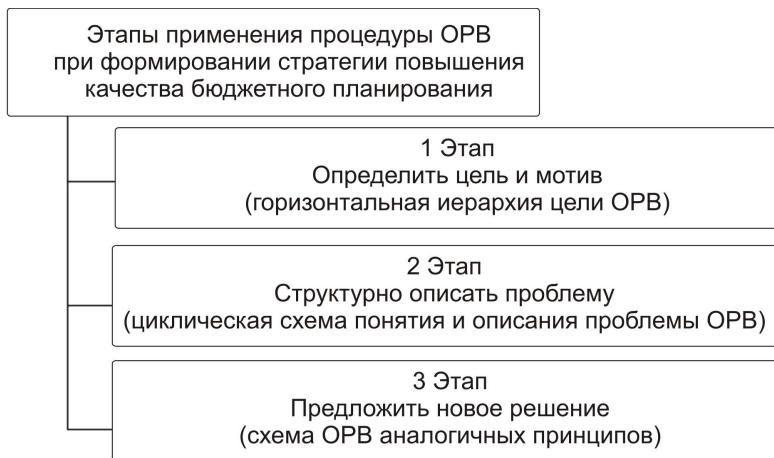 Этапы применения процедуры ОРВ
при формировании стратегии повышения
качества бюджетного планирования
1 Этап
Определить цель и мотив
(горизонтальная иерархия цели ОРВ)
2 Этап
Структурно описать проблему
(циклическая схема понятия и описания проблемы ОРВ)
3 Этап
Предложить новое решение
(схема ОРВ аналогичных принципов)